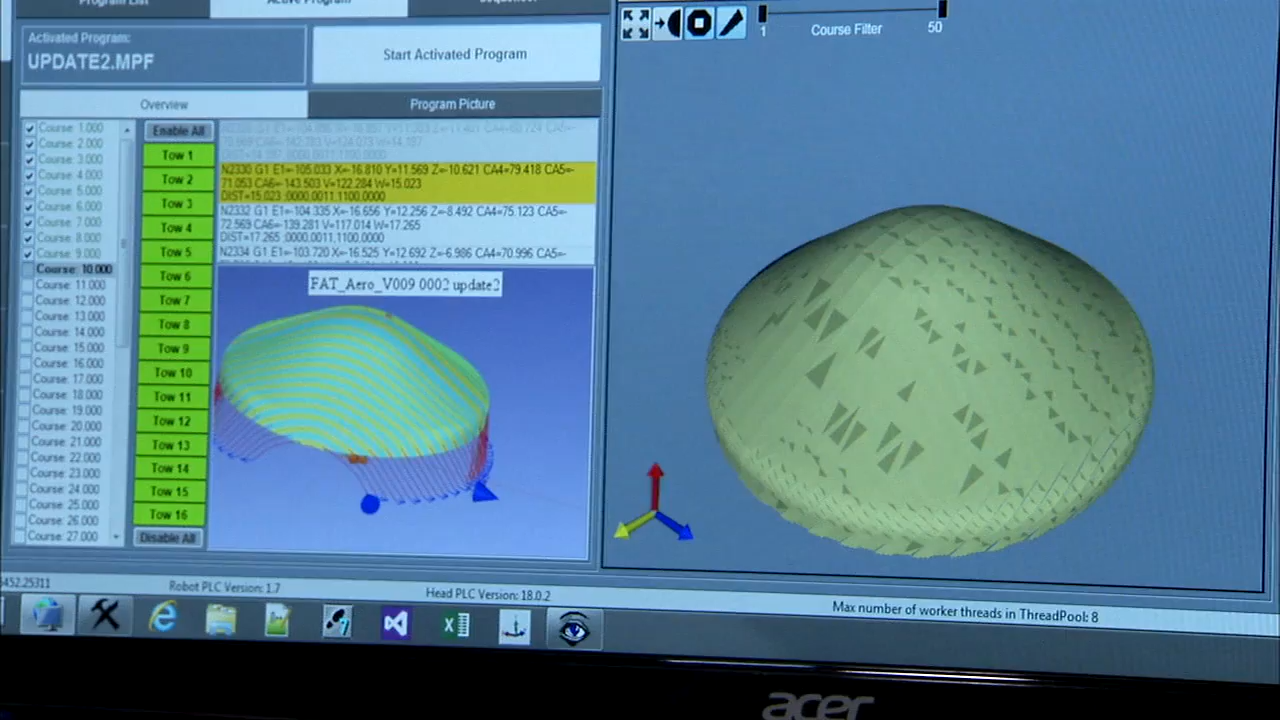 Program List
Active Program
Activated Program:
UPDATE2.MPF
Start Activated Program
Overview
Program Picture
Course: 1.000
Course: 2.000
Course: 3.000
Course: 4.000
Course: 5.000
Course: 6.000
Course: 7.000
Course: 8.000
Course: 9.000
Course: 10.000
Course: 11.000
Course: 12.000
Course: 13.000
Course: 14.000
Course: 15.000
Course: 16.000
Course: 17.000
Course: 18.000
Course: 19.000
Course: 20.000
Course: 21.000
Course: 22.000
Course: 23.000
Course: 24.000
Course: 25.000
Course: 26.000
Course: 27.000
Enable All
Tow 1
Tow 2
Tow 3
Tow 4
Tow 5
Tow 6
Tow 7
Tow 8
Tow 9
Tow 10
Tow 11
Tow 12
Tow 13
Tow 14
Tow 15
Tow 16
Disable All
N2330 G1 E1=-105.033 X=-16.810 Y=11.569 Z=-10.621 CA4=79.418 CA5=-
71.053 CA6=-143.503 V=122.284 W=15.023
DIST=15.023 ;0000,0011,1100,0000
N2332 G1 E1=-104.335 X=-16.656 Y=12.256 Z=-8.492 CA4=75.123 CA5=-
72.569 CA6=-139.281 V=117.014 W=17.265
DIST=17.265 ;0000,0011,1100,0000
N2334 G1 E1=-103.720 X=-16.525 Y=12.692 Z=-6.986 CA4=70.996 CA5=-
FAT_Aero_V009 0002 update2
1
Course Filter
50
6452.25311
Robot PLC Version: 1.7
Head PLC Version: 18.0.2
Max number of worker threads in ThreadPool: 8
acer